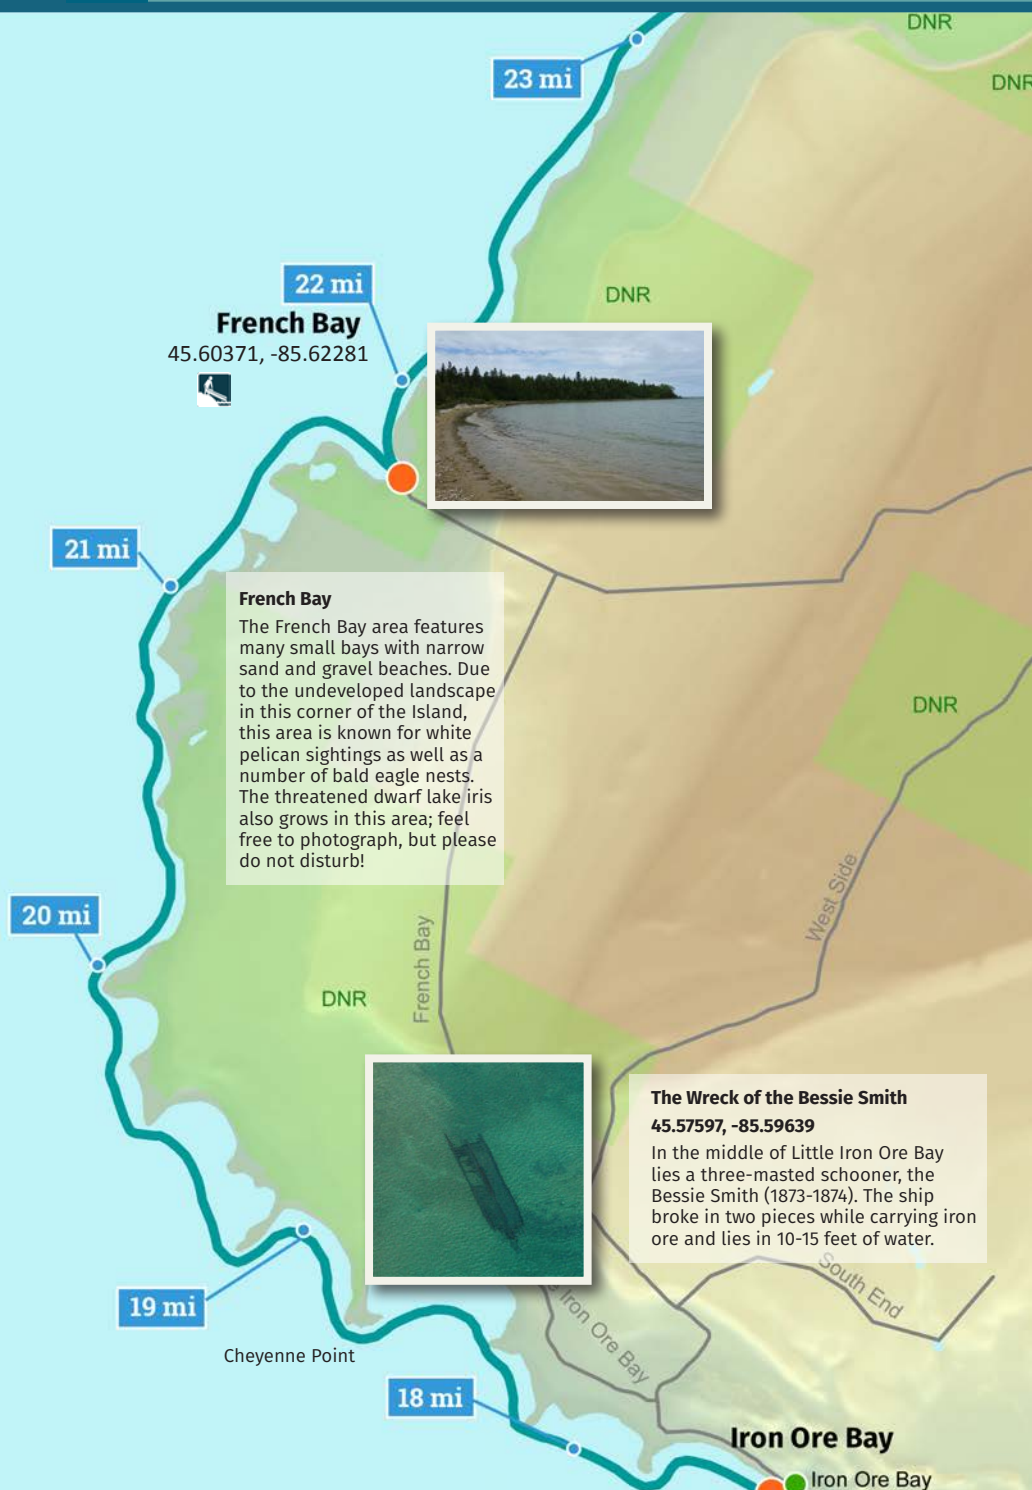 DNR
23 mi
DNR
22 mi
DNR
French Bay
45.60371, -85.62281
21 mi
French Bay
The French Bay area features
many small bays with narrow
sand and gravel beaches. Due
to the undeveloped landscape
in this corner of the Island,
this area is known for white
pelican sightings as well as a
number of bald eagle nests.
The threatened dwarf lake iris
also grows in this area; feel
free to photograph, but please
do not disturb!
DNR
West Side
20 mi
French Bay
DNR
The Wreck of the Bessie Smith
45.57597, -85.59639
In the middle of Little Iron Ore Bay
lies a three-masted schooner, the
Bessie Smith (1873-1874). The ship
broke in two pieces while carrying iron
ore and lies in 10-15 feet of water.
South End
19 mi
Iron Ore Bay
Cheyenne Point
18 mi
Iron Ore Bay
Iron Ore Bay